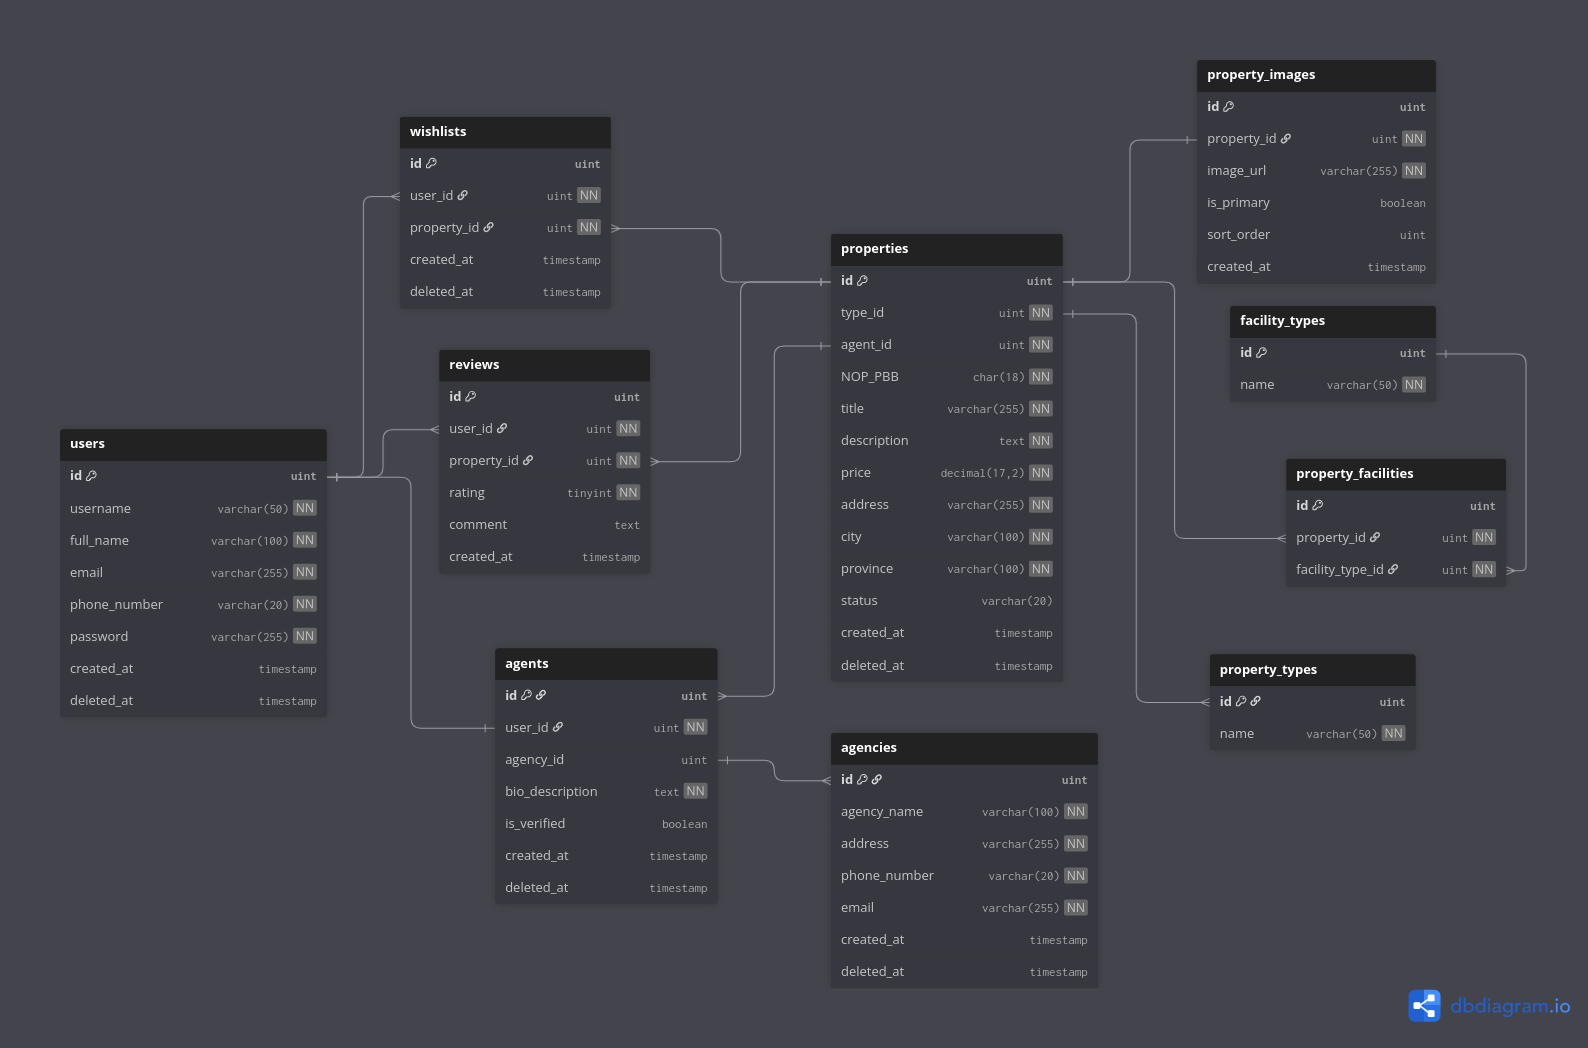 property_images
id uint
property_id uint NN
image_url varchar(255) NN
is_primary boolean
sort_order uint
created_at timestamp
wishlists
id uint
user_id uint NN
property_id uint NN
created_at timestamp
deleted_at timestamp
properties
id uint
type_id uint NN
agent_id uint NN
NOP_PBB char(18) NN
title varchar(255) NN
description text NN
price decimal(17,2) NN
address varchar(255) NN
city varchar(100) NN
province varchar(100) NN
status varchar(20)
created_at timestamp
deleted_at timestamp
facility_types
id uint
name varchar(50) NN
reviews
id uint
user_id uint NN
property_id uint NN
rating tinyint NN
comment text
created_at timestamp
users
id uint
username varchar(50) NN
full_name varchar(100) NN
email varchar(255) NN
phone_number varchar(20) NN
password varchar(255) NN
created_at timestamp
deleted_at timestamp
property_facilities
id uint
property_id uint NN
facility_type_id uint NN
agents
id uint
user_id uint NN
agency_id uint
bio_description text NN
is_verified boolean
created_at timestamp
deleted_at timestamp
property_types
id uint
name varchar(50) NN
agencies
id uint
agency_name varchar(100) NN
address varchar(255) NN
phone_number varchar(20) NN
email varchar(255) NN
created_at timestamp
deleted_at timestamp
dbdiagram.io